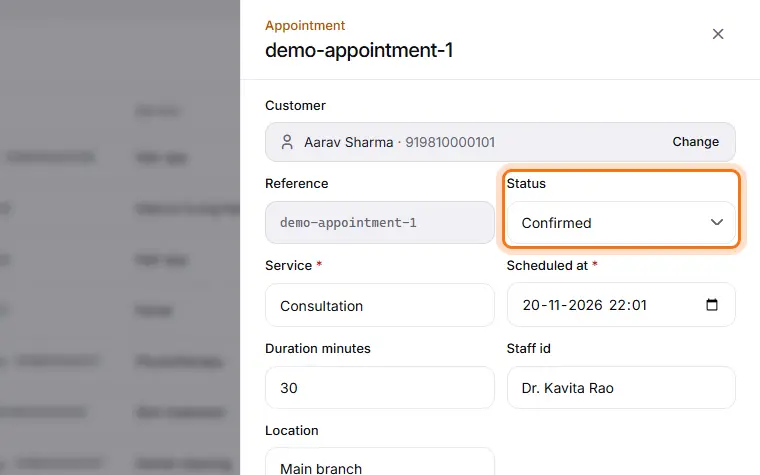 Appointment
demo-appointment-1
Customer
Aarav Sharma · 919810000101 Change
Reference Status
demo-appointment-1 Confirmed
Service * Scheduled at *
Consultation 20-11-2026 22:01
Duration minutes Staff id
30 Dr. Kavita Rao
Location
Main branch